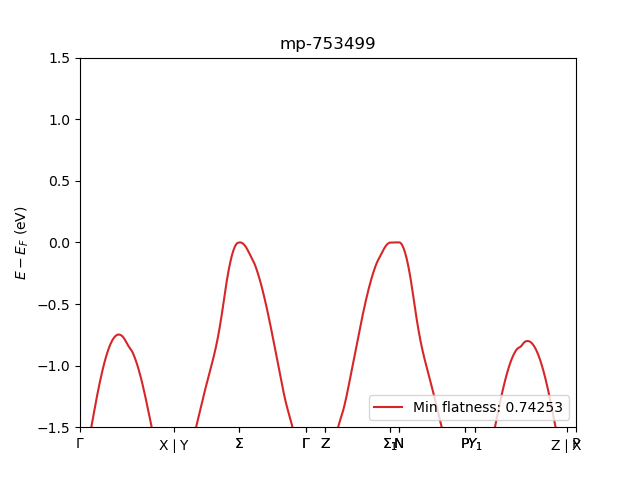 mp-753499
E − E_F (eV)
1.5
1.0
0.5
0.0
−0.5
−1.0
−1.5
Min flatness: 0.74253
Γ X | Y Σ Γ Z Σ₁ N P Y₁ Z | X P